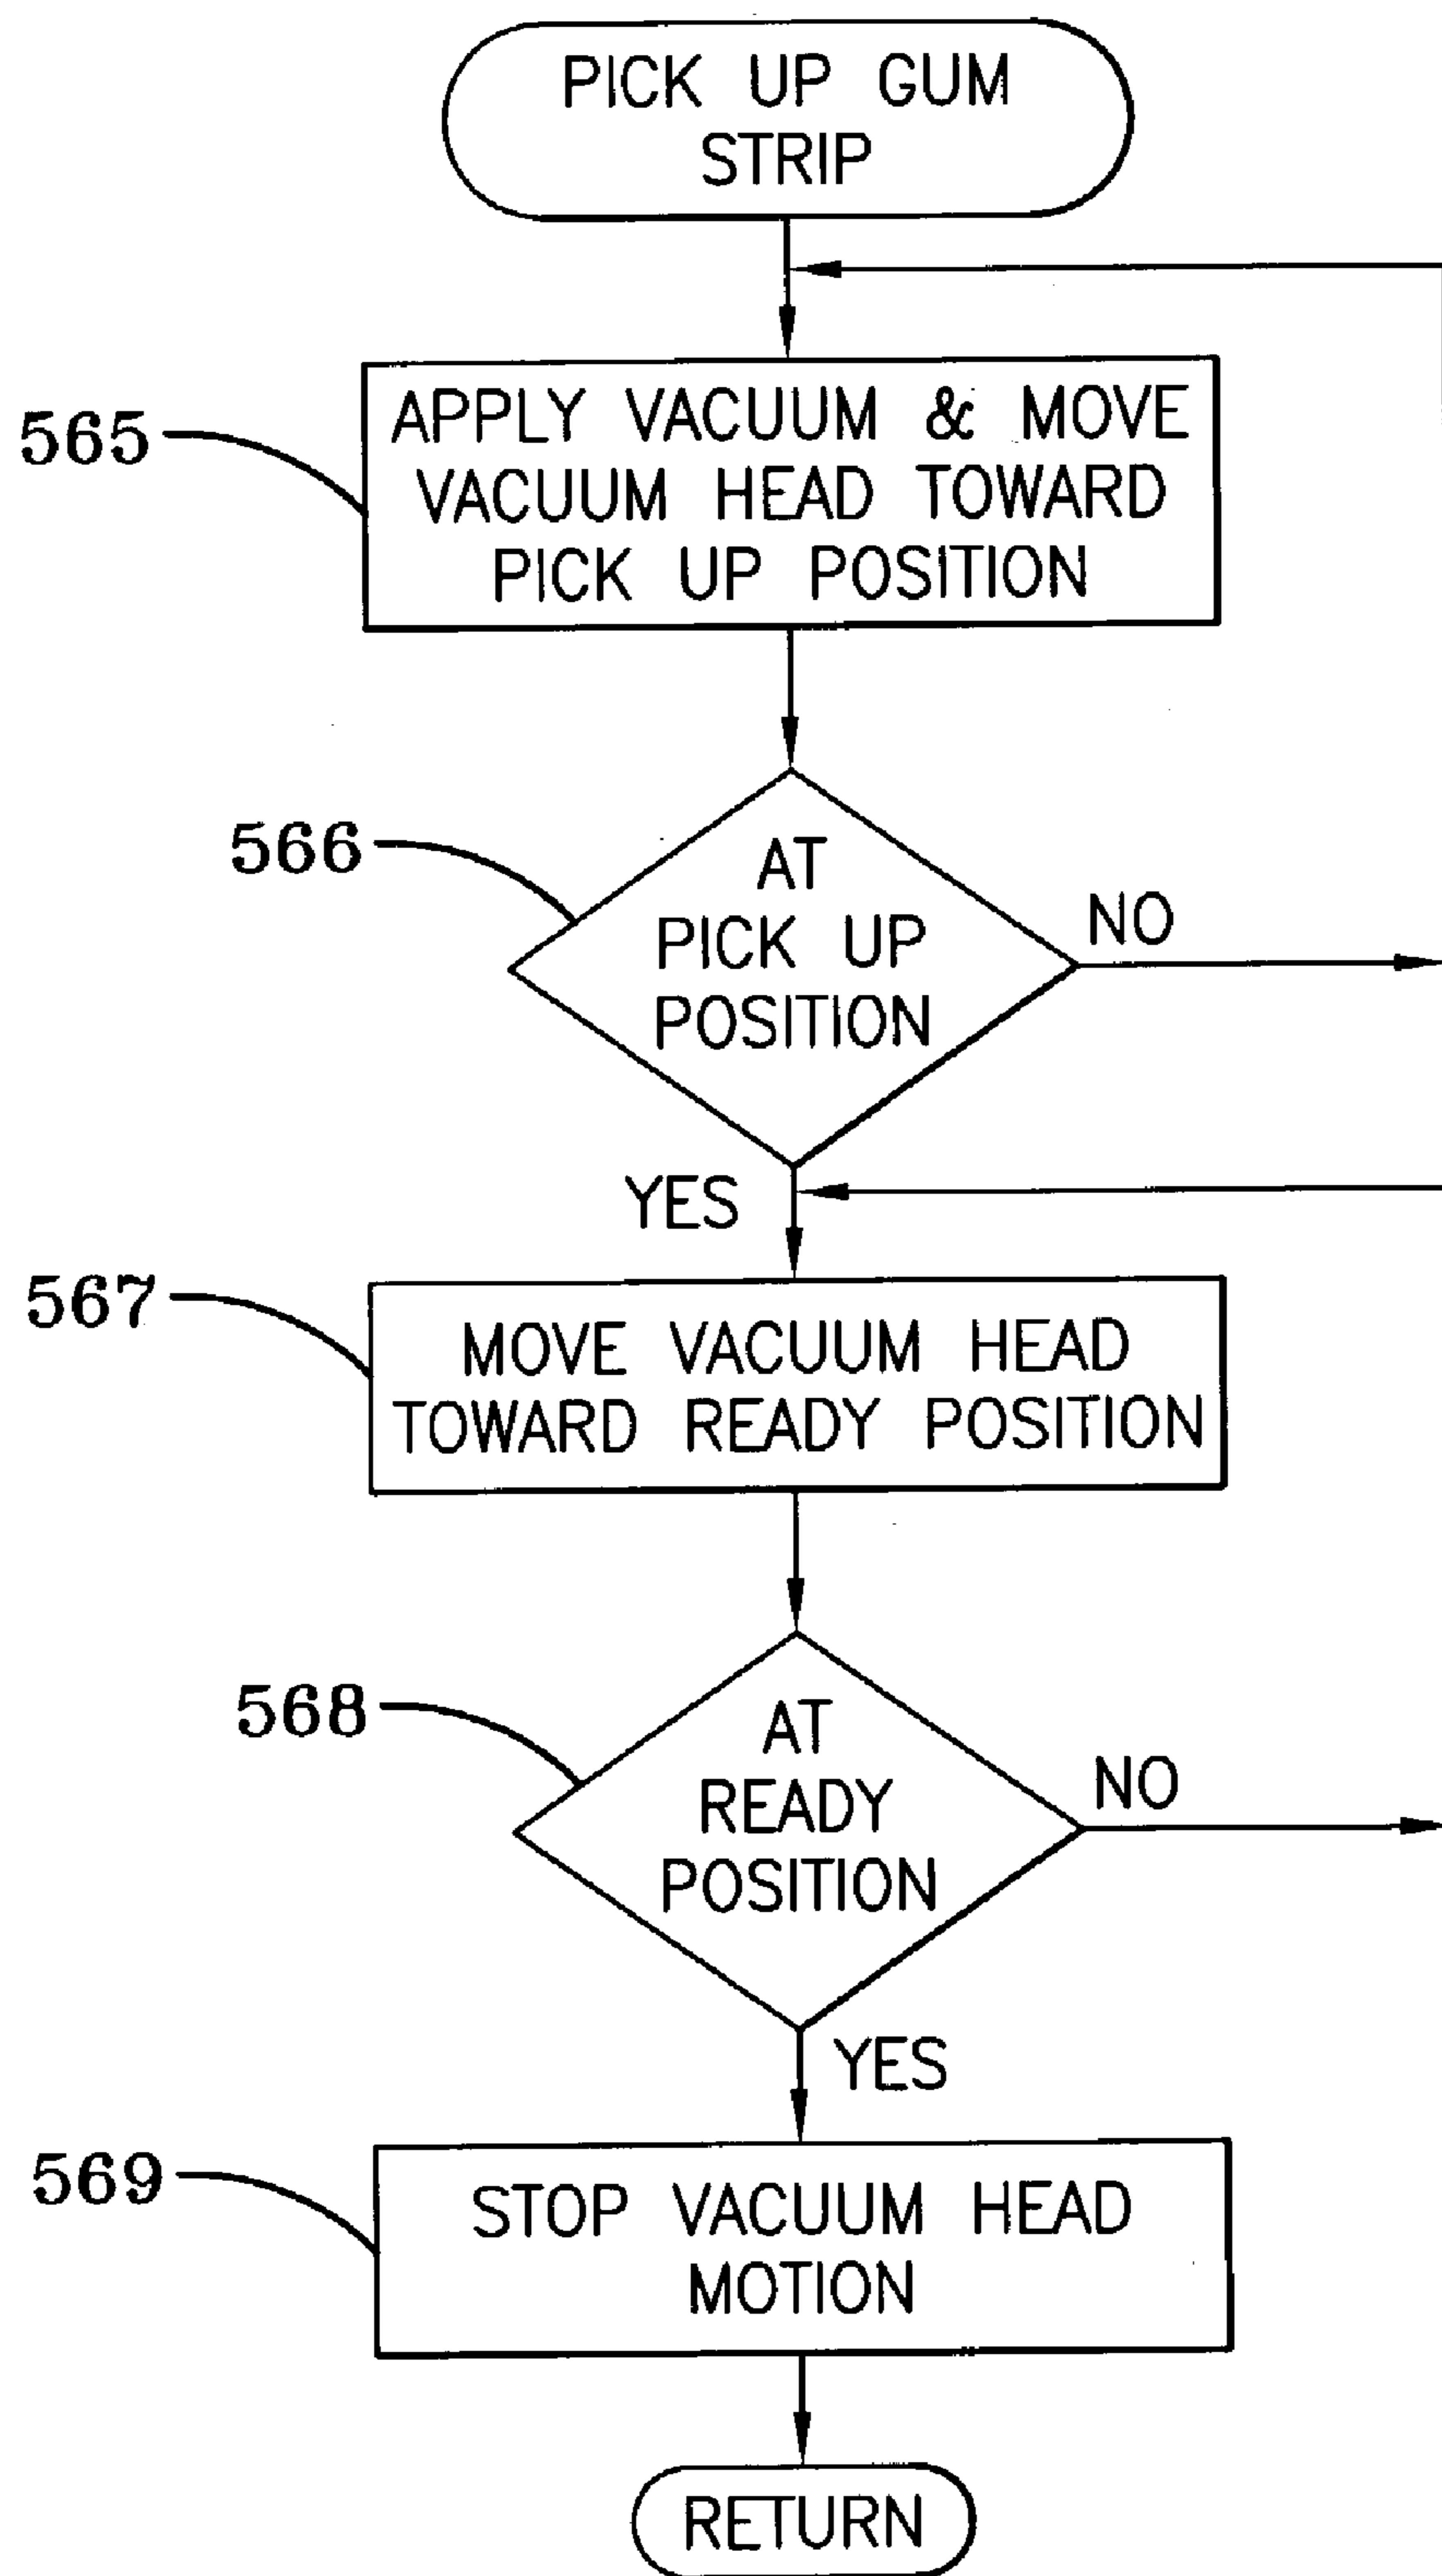 PICK UP GUM
STRIP
565
APPLY VACUUM & MOVE
VACUUM HEAD TOWARD
PICK UP POSITION
566
AT
PICK UP
POSITION
NO
YES
567
MOVE VACUUM HEAD
TOWARD READY POSITION
568
AT
READY
POSITION
NO
YES
569
STOP VACUUM HEAD
MOTION
RETURN